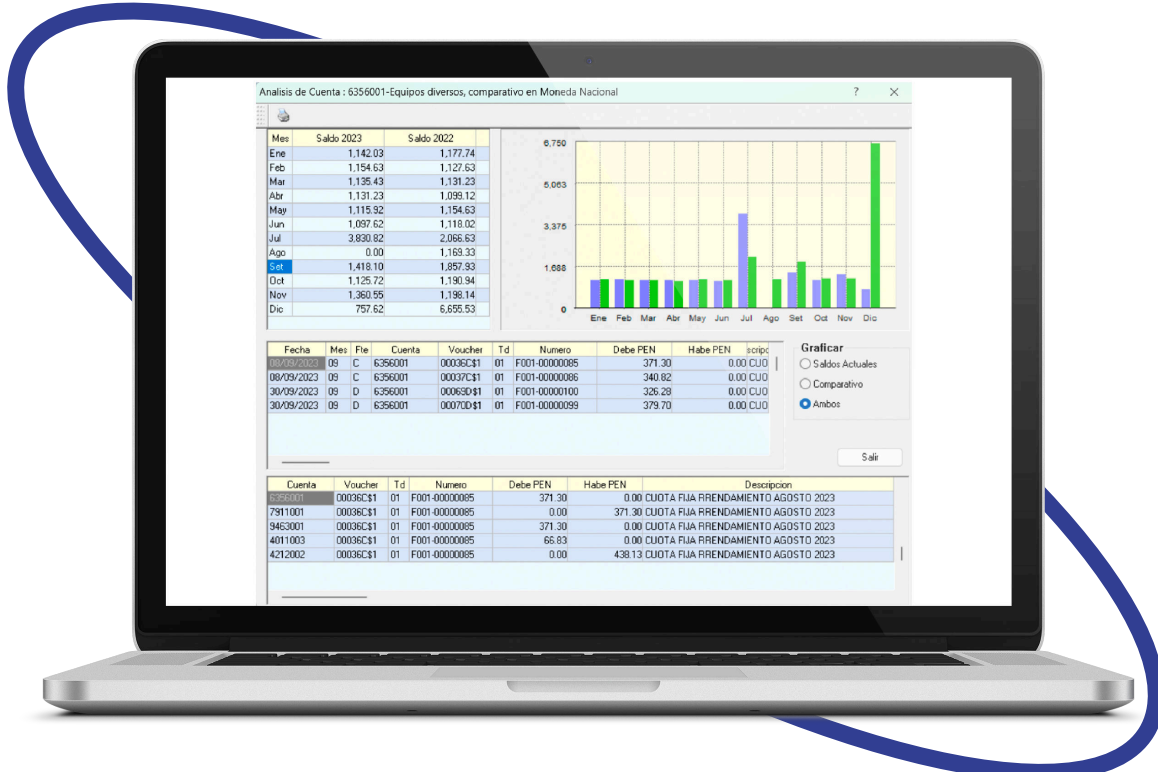 Analisis de Cuenta : 6356001-Equipos diversos, comparativo en Moneda Nacional ? ×
Mes Saldo 2023 Saldo 2022
Ene 1,142.03 1,177.74
Feb 1,154.63 1,127.63
Mar 1,135.43 1,131.23
Abr 1,131.23 1,099.12
May 1,115.92 1,154.63
Jun 1,097.62 1,118.02
Jul 3,830.82 2,066.63
Ago 0.00 1,169.33
Set 1,418.10 1,857.93
Oct 1,125.72 1,190.94
Nov 1,360.55 1,198.14
Dic 757.62 6,655.53
6,750
5,063
3,375
1,688
0
Ene Feb Mar Abr May Jun Jul Ago Set Oct Nov Dic
Fecha Mes Fte Cuenta Voucher Td Numero Debe PEN Habe PEN scripc
08/09/2023 09 C 6356001 00036C$1 01 F001-00000085 371.30 0.00 CUO
08/09/2023 09 C 6356001 00037C$1 01 F001-00000086 340.82 0.00 CUO
30/09/2023 09 D 6356001 00069D$1 01 F001-00000100 326.28 0.00 CUO
30/09/2023 09 D 6356001 00070D$1 01 F001-00000099 379.70 0.00 CUO
Graficar
Saldos Actuales
Comparativo
Ambos
Salir
Cuenta Voucher Td Numero Debe PEN Habe PEN Descripcion
6356001 00036C$1 01 F001-00000085 371.30 0.00 CUOTA FIJA RRENDAMIENTO AGOSTO 2023
7911001 00036C$1 01 F001-00000085 0.00 371.30 CUOTA FIJA RRENDAMIENTO AGOSTO 2023
9463001 00036C$1 01 F001-00000085 371.30 0.00 CUOTA FIJA RRENDAMIENTO AGOSTO 2023
4011003 00036C$1 01 F001-00000085 66.83 0.00 CUOTA FIJA RRENDAMIENTO AGOSTO 2023
4212002 00036C$1 01 F001-00000085 0.00 438.13 CUOTA FIJA RRENDAMIENTO AGOSTO 2023